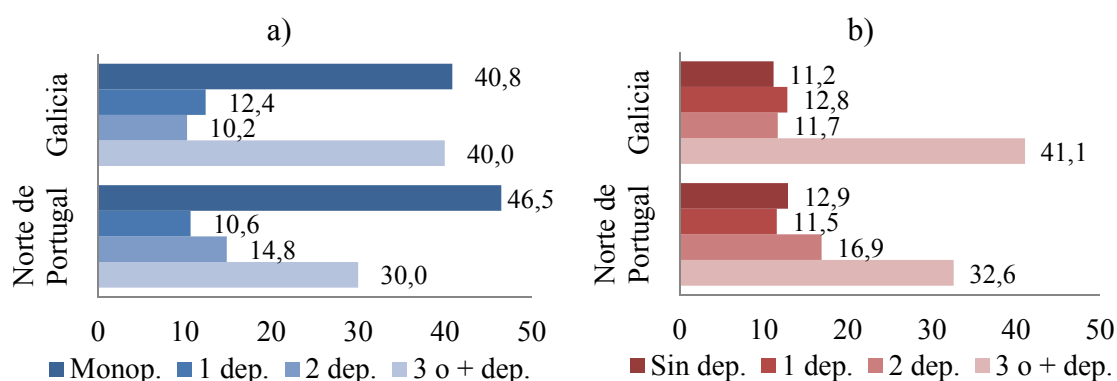 a)
Galicia
40,8
12,4
10,2
40,0
Norte de
Portugal
46,5
10,6
14,8
30,0
0 10 20 30 40 50
Monop. 1 dep. 2 dep. 3 o + dep.
b)
Galicia
11,2
12,8
11,7
41,1
Norte de
Portugal
12,9
11,5
16,9
32,6
0 10 20 30 40 50
Sin dep. 1 dep. 2 dep. 3 o + dep.